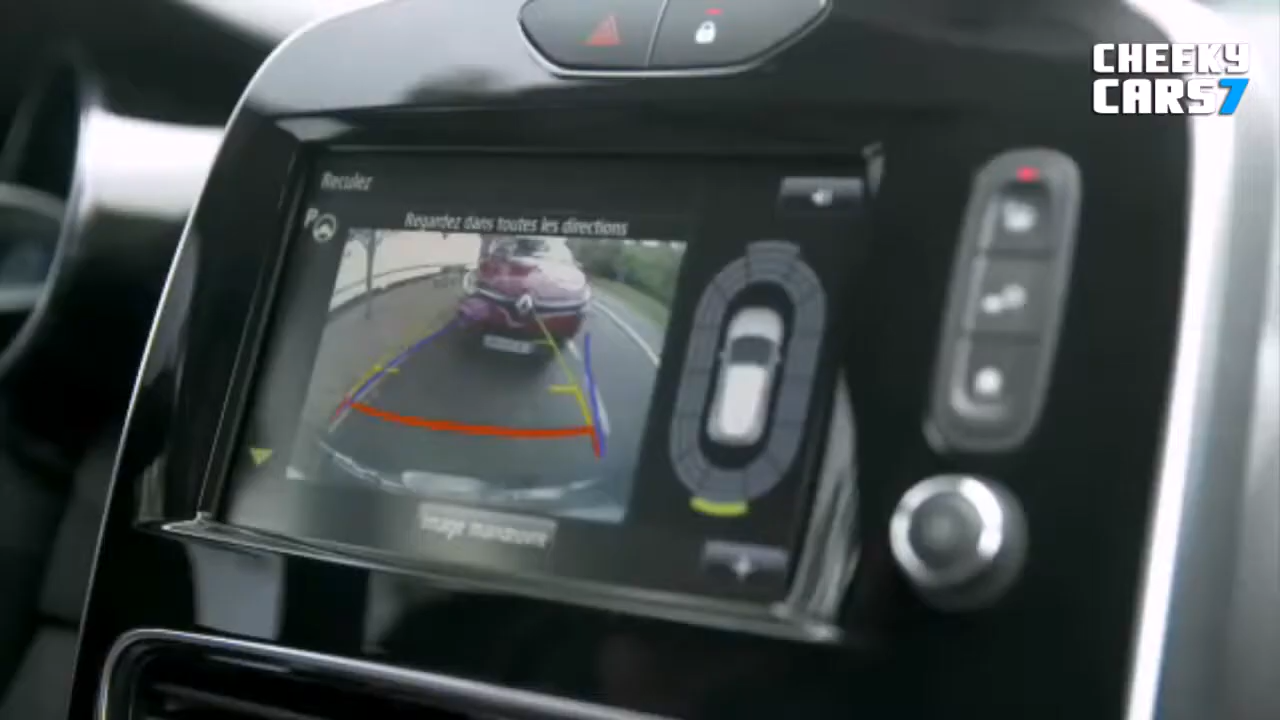 CHEEKY
CARS7
Reculez
P
Regardez dans toutes les directions
Image manœuvre